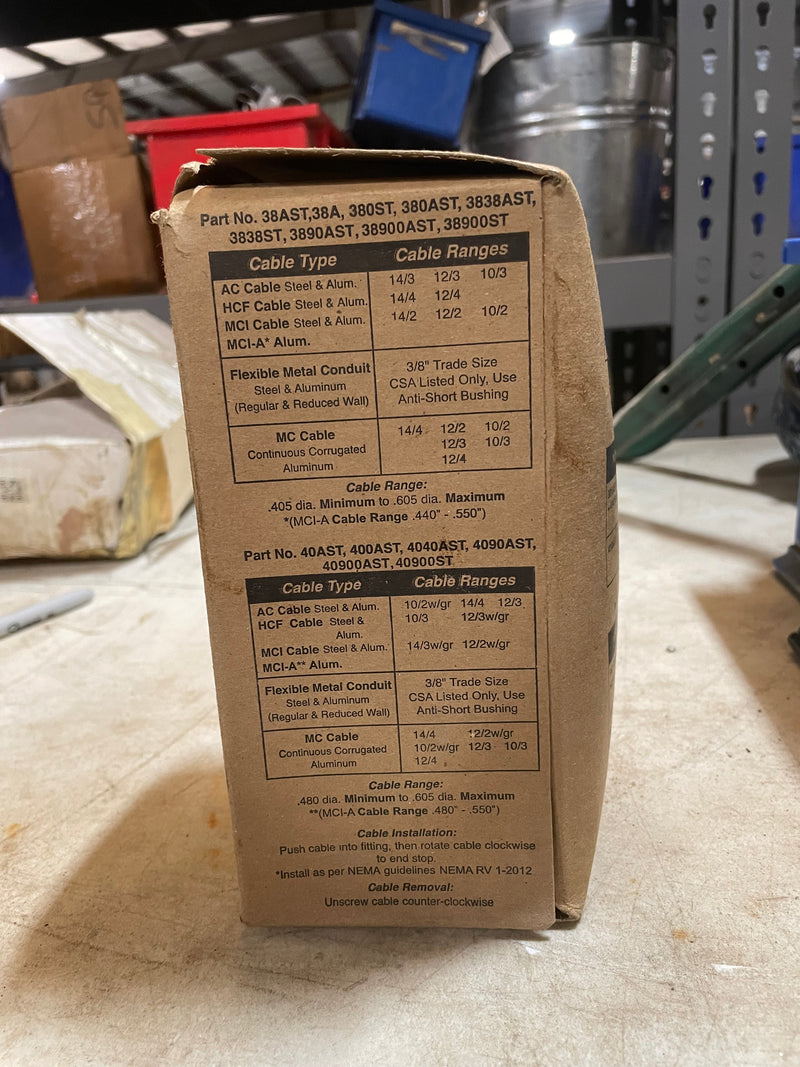 Part No. 38AST,38A, 380ST, 380AST, 3838AST,
3838ST, 3890AST, 38900AST, 38900ST
Cable Type Cable Ranges
AC Cable Steel & Alum. 14/3 12/3 10/3
HCF Cable Steel & Alum. 14/4 12/4
MCI Cable Steel & Alum. 14/2 12/2 10/2
MCI-A* Alum.
Flexible Metal Conduit 3/8" Trade Size
Steel & Aluminum CSA Listed Only, Use
(Regular & Reduced Wall) Anti-Short Bushing
MC Cable 14/4 12/2 10/2
Continuous Corrugated 12/3 10/3
Aluminum 12/4
Cable Range:
.405 dia. Minimum to .605 dia. Maximum
*(MCI-A Cable Range .440" - .550")
Part No. 40AST, 400AST, 4040AST, 4090AST,
40900AST,40900ST
Cable Type Cable Ranges
AC Cable Steel & Alum. 10/2w/gr 14/4 12/3
HCF Cable Steel & 10/3 12/3w/gr
Alum.
MCI Cable Steel & Alum. 14/3w/gr 12/2w/gr
MCI-A** Alum.
Flexible Metal Conduit 3/8" Trade Size
Steel & Aluminum CSA Listed Only, Use
(Regular & Reduced Wall) Anti-Short Bushing
MC Cable 14/4 12/2w/gr
Continuous Corrugated 10/2w/gr 12/3 10/3
Aluminum 12/4
Cable Range:
.480 dia. Minimum to .605 dia. Maximum
**(MCI-A Cable Range .480" - .550")
Cable Installation:
Push cable into fitting, then rotate cable clockwise
to end stop
*Install as per NEMA guidelines NEMA RV 1-2012
Cable Removal:
Unscrew cable counter-clockwise